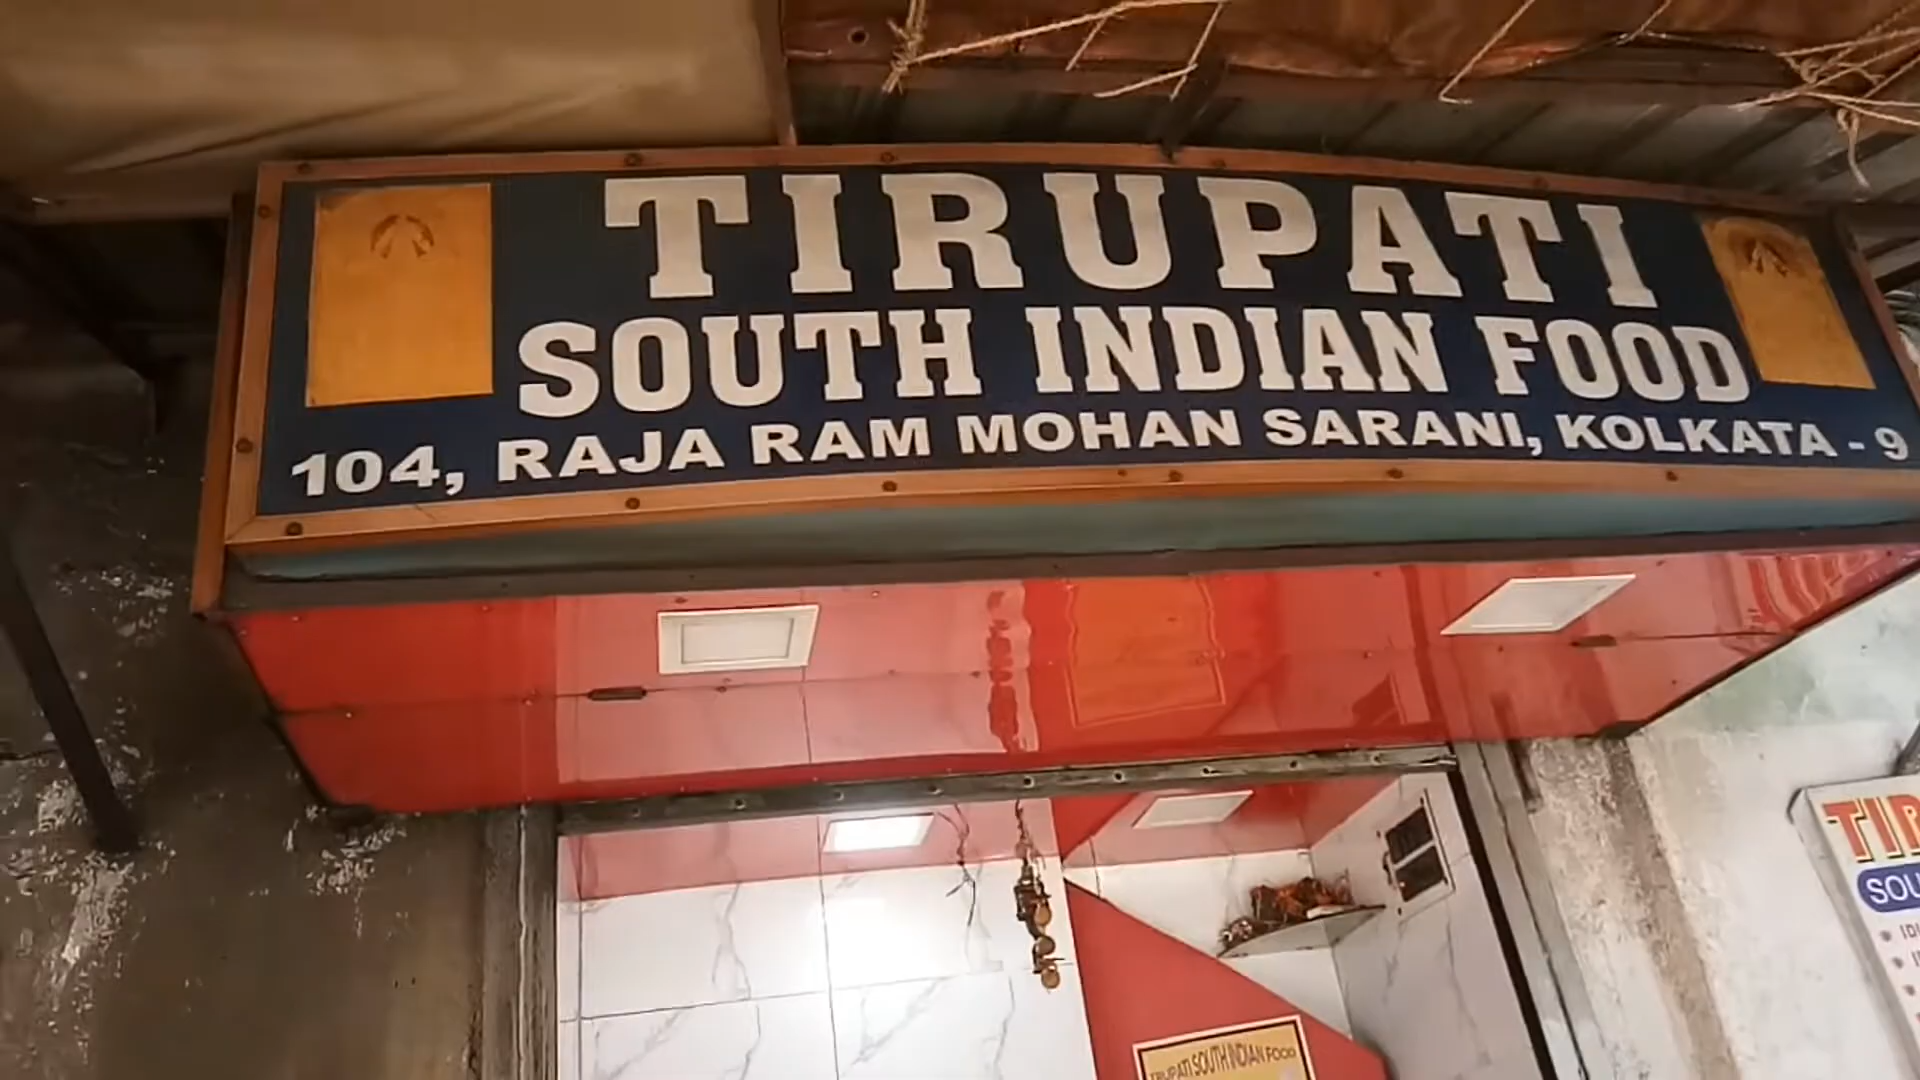 TIRUPATI
SOUTH INDIAN FOOD
104, RAJA RAM MOHAN SARANI, KOLKATA - 9
TIRUPATI SOUTH INDIAN FOOD